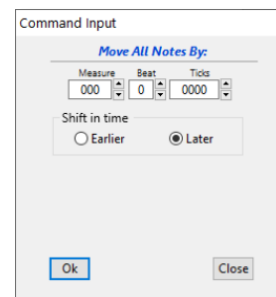 Command Input
Move All Notes By:
Measure Beat Ticks
000 0 0000
Shift in time
Earlier Later
Ok Close